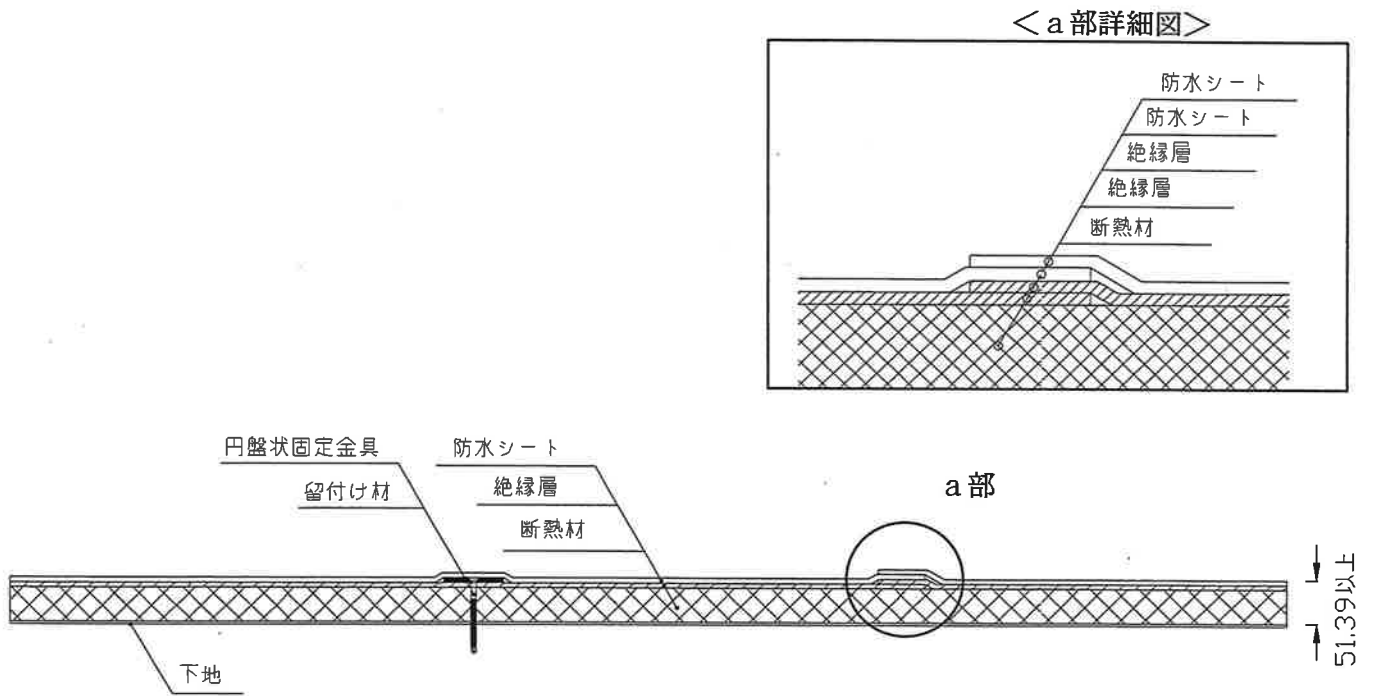 ＜a部詳細図＞
防水シート
防水シート
絶縁層
絶縁層
断熱材
円盤状固定金具
留付け材
防水シート
絶縁層
断熱材
a部
51.39以上
下地